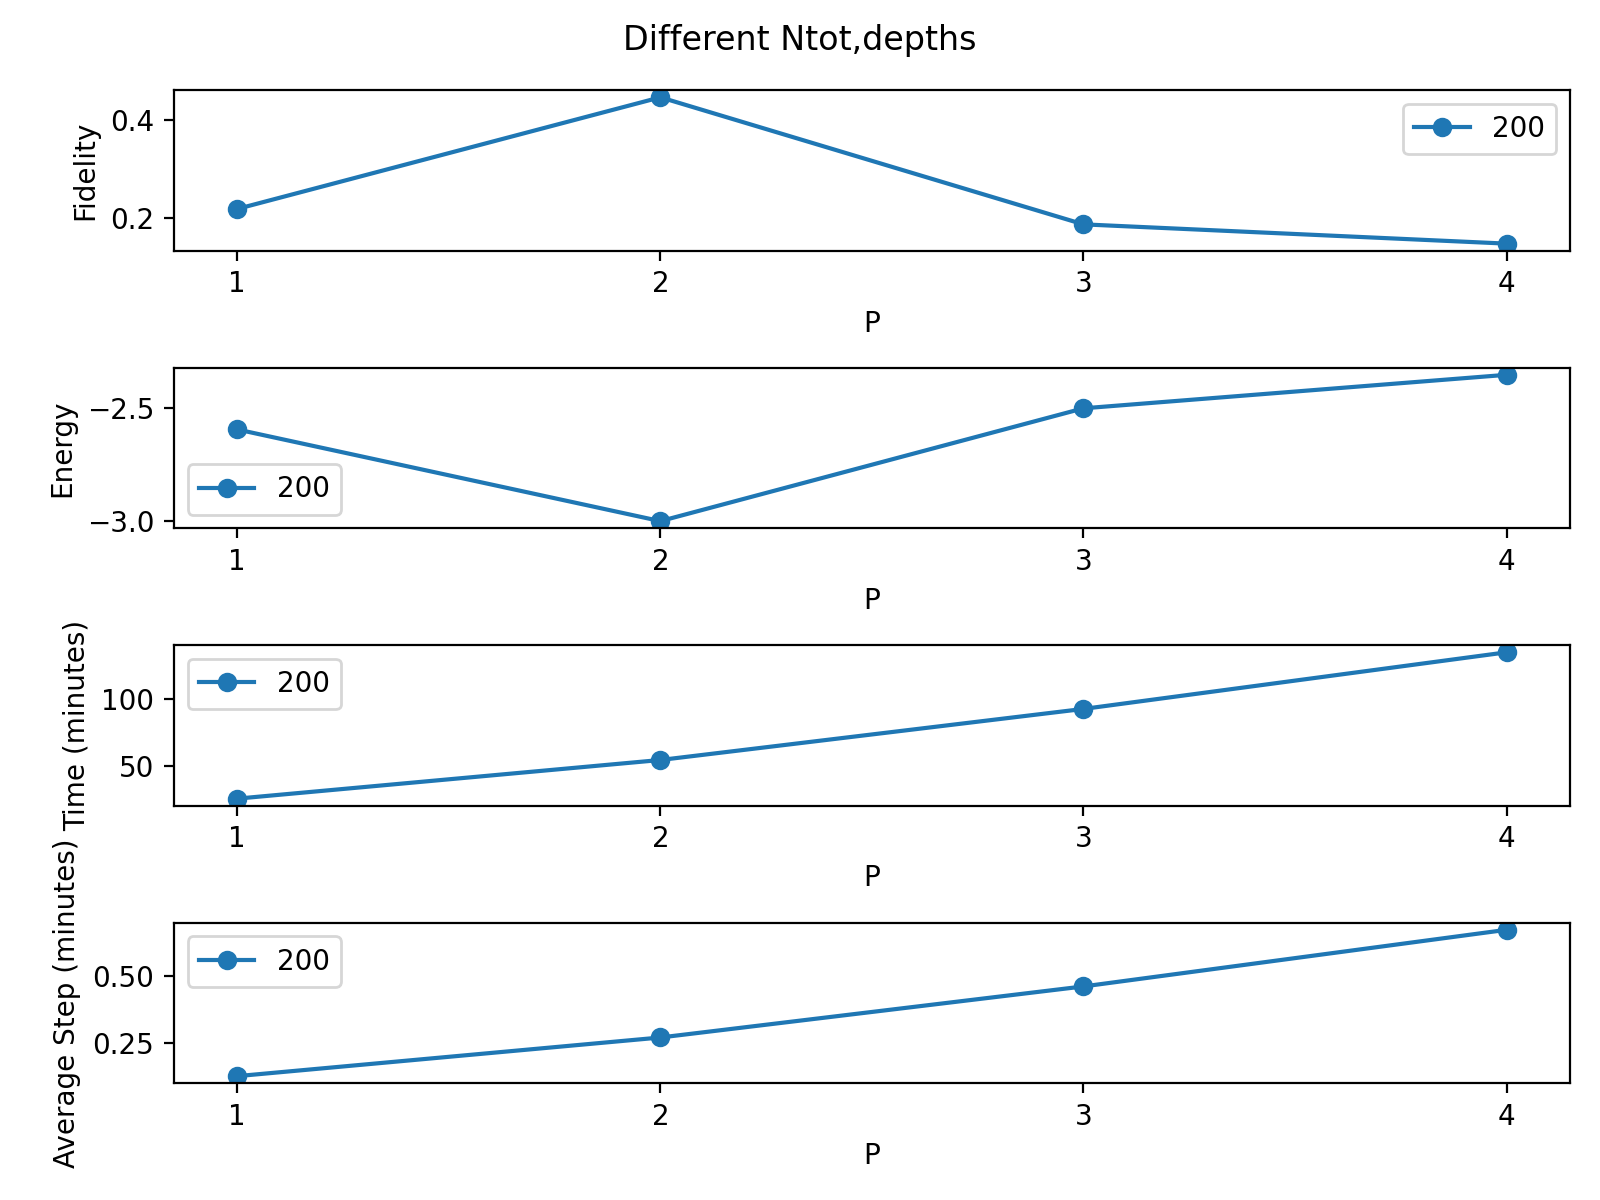 Different Ntot,depths
Fidelity
0.4
0.2
200
1 2 3 4
P
Energy
−2.5
−3.0
200
1 2 3 4
P
Time (minutes)
100
50
200
1 2 3 4
P
Average Step (minutes)
0.50
0.25
200
1 2 3 4
P